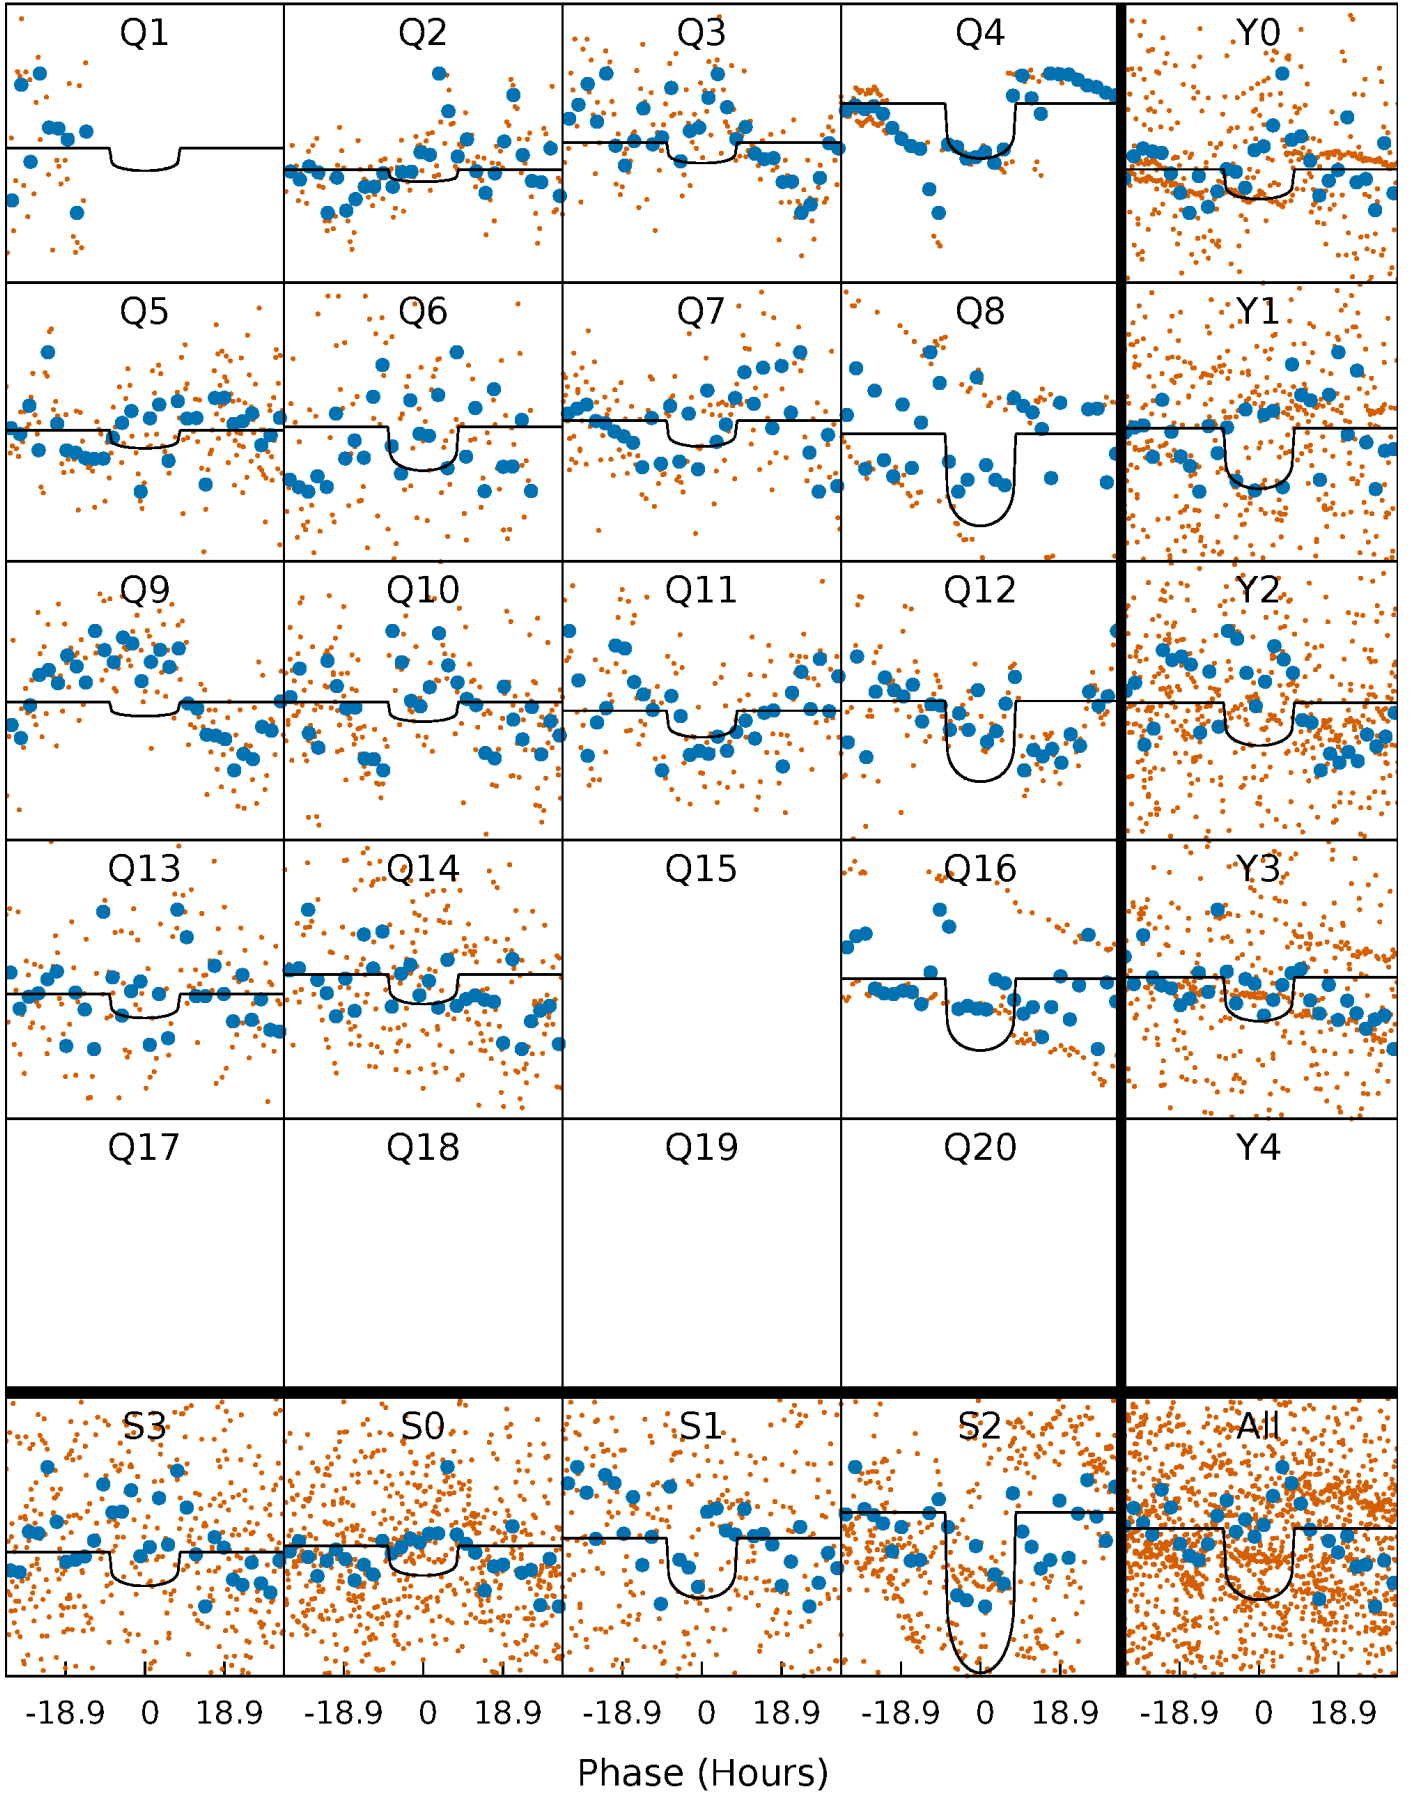 Q1 Q2 Q3 Q4 Y0
Q5 Q6 Q7 Q8 Y1
Q9 Q10 Q11 Q12 Y2
Q13 Q14 Q15 Q16 Y3
Q17 Q18 Q19 Q20 Y4
S3 S0 S1 S2 All
-18.9 0 18.9 -18.9 0 18.9 -18.9 0 18.9 -18.9 0 18.9 -18.9 0 18.9
Phase (Hours)